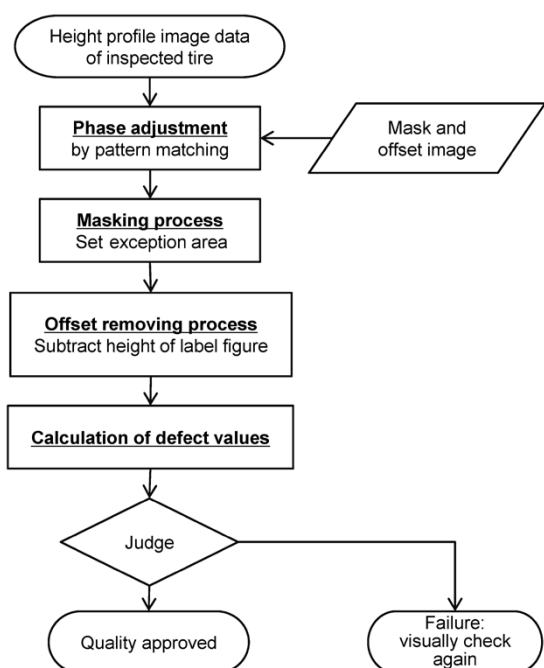 Height profile image data
of inspected tire
Phase adjustment
by pattern matching
Mask and
offset image
Masking process
Set exception area
Offset removing process
Subtract height of label figure
Calculation of defect values
Judge
Quality approved
Failure:
visually check
again